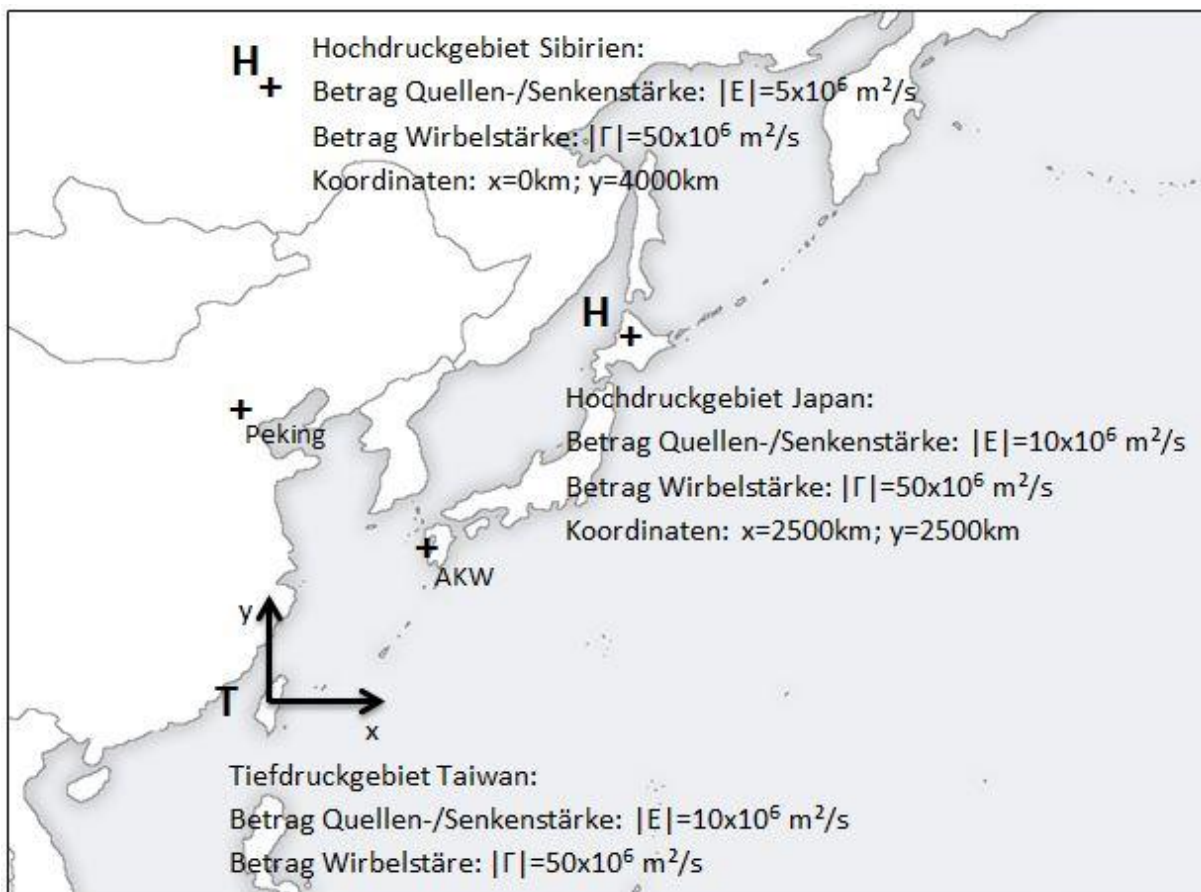 H
Hochdruckgebiet Sibirien:
Betrag Quellen-/Senkenstärke: |E|=5x10⁶ m²/s
Betrag Wirbelstärke: |Γ|=50x10⁶ m²/s
Koordinaten: x=0km; y=4000km
H
Hochdruckgebiet Japan:
Betrag Quellen-/Senkenstärke: |E|=10x10⁶ m²/s
Betrag Wirbelstärke: |Γ|=50x10⁶ m²/s
Koordinaten: x=2500km; y=2500km
Peking
AKW
y
T
x
Tiefdruckgebiet Taiwan:
Betrag Quellen-/Senkenstärke: |E|=10x10⁶ m²/s
Betrag Wirbelstäre: |Γ|=50x10⁶ m²/s